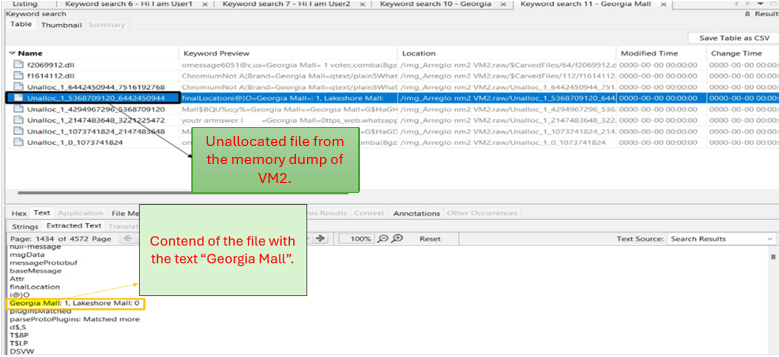 Listing
Keyword search 6 - Hi I am User1
Keyword search 7 - Hi I am User2
Keyword search 10 - Georgia
Keyword search 11 - Georgia Mall
Keyword search
8 Results
Table Thumbnail Summary
Save Table as CSV
Name Keyword Preview Location Modified Time Change Time
f2069912.dll omessage6051@c.us=Georgia Mall= 1 votec.comba(8gz /img_Arreglo nm2 VM2.raw/$CarvedFiles/64/f2069912.dll 0000-00-00 00:00:00 0000-00-00 00:00:
f1614112.dll ChromiumNot A(Brand=Georgia Mall=qtext/plain5What /img_Arreglo nm2 VM2.raw/$CarvedFiles/112/f1614112.dll 0000-00-00 00:00:00 0000-00-00 00:00:
Unalloc_1_6442450944_7516192768 ChromiumNot A(Brand=Georgia Mall=qtext/plain5What /img_Arreglo nm2 VM2.raw/Unalloc_1_6442450944_751 0000-00-00 00:00:00 0000-00-00 00:00:
Unalloc_1_5368709120_6442450944 finalLocationi@)O=Georgia Mall=: 1, Lakeshore Mall: /img_Arreglo nm2 VM2.raw/Unalloc_1_5368709120_644 0000-00-00 00:00:00 0000-00-00 00:00:
Unalloc_1_4294967296_5368709120 Mall$BQU%o;y%=Georgia Mall==Georgia Mall=G$HaG /img_Arreglo nm2 VM2.raw/Unalloc_1_4294967296_536 0000-00-00 00:00:00 0000-00-00 00:00:
Unalloc_1_2147483648_3221225472 youtr amnswer l =Georgia Mall=0ttps_web.whatsapp /img_Arreglo nm2 VM2.raw/Unalloc_1_2147483648_322 0000-00-00 00:00:00 0000-00-00 00:00:
Unalloc_1_1073741824_2147483648 =Georgia Mall=G$HaGD /img_Arreglo nm2 VM2.raw/Unalloc_1_1073741824_214 0000-00-00 00:00:00 0000-00-00 00:00:
Unalloc_1_0_1073741824 votec.comba(8gz /img_Arreglo nm2 VM2.raw/Unalloc_1_0_1073741824 0000-00-00 00:00:00 0000-00-00 00:00:
Unallocated file from
the memory dump of
VM2.
Hex Text Application File Me Results Context Annotations Other Occurrences
Strings Extracted Text Translat
Page: 1434 of 4572 Page 100% Reset Text Source: Search Results
Contend of the file with
the text “Georgia Mall”.
null-message
msgData
messageProtobuf
baseMessage
Attr
finalLocation
i@)O
Georgia Mall: 1, Lakeshore Mall: 0
pluginsMatched
parseProtoPlugins: Matched more
d$,S
T$8P
T$LP
DSVW